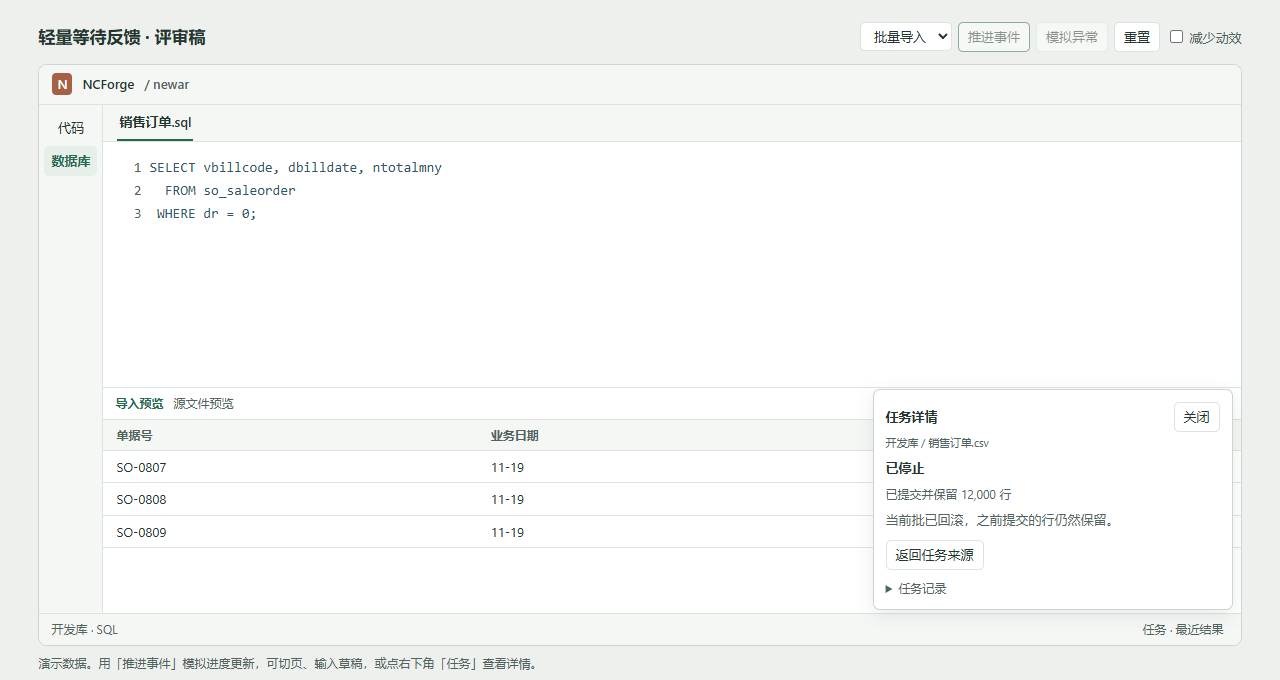 轻量等待反馈 · 评审稿
批量导入 推进事件 模拟异常 重置 减少动效
N NCForge / newar
代码
数据库
销售订单.sql
1 SELECT vbillcode, dbilldate, ntotalmny
2 FROM so_saleorder
3 WHERE dr = 0;
导入预览 源文件预览
单据号 业务日期
SO-0807 11-19
SO-0808 11-19
SO-0809 11-19
任务详情 关闭
开发库 / 销售订单.csv
已停止
已提交并保留 12,000 行
当前批已回滚，之前提交的行仍然保留。
返回任务来源
任务记录
开发库 · SQL 任务 · 最近结果
演示数据。用「推进事件」模拟进度更新，可切页、输入草稿，或点右下角「任务」查看详情。